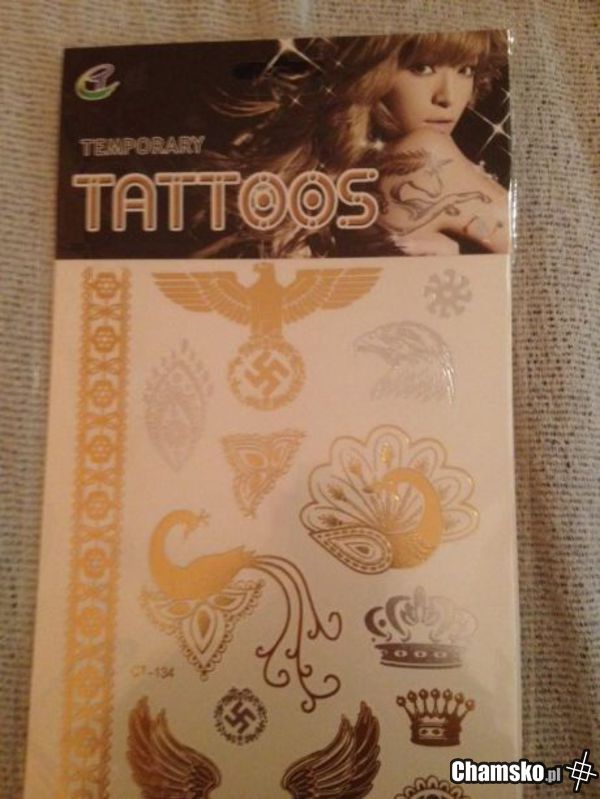 TEMPORARY
TATTOOS
CT-134
Chamsko.pl